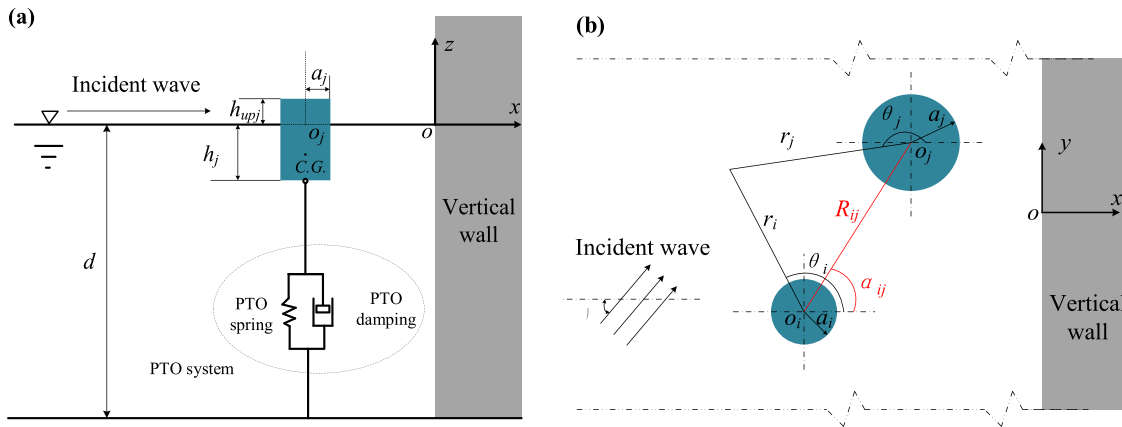 (a)
z
a_j
Incident wave
h_upj
x
o_j
o
h_j
C.G.
Vertical
wall
d
PTO
spring
PTO
damping
PTO system
(b)
θ_j
a_j
r_j
o_j
y
R_ij
o
x
r_i
Incident wave
θ_i
α_ij
o_i
a_i
Vertical
wall